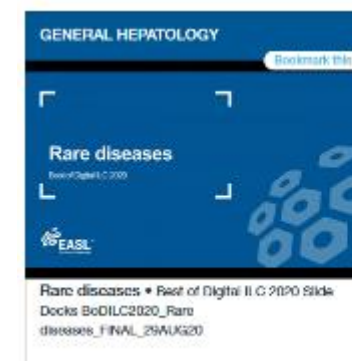 GENERAL HEPATOLOGY
Bookmark this
Rare diseases
Best of Digital ILC 2020
EASL
Rare diseases • Best of Digital ILC 2020 Slide
Decks BoDILC2020_Rare
diseases_FINAL_29AUG20